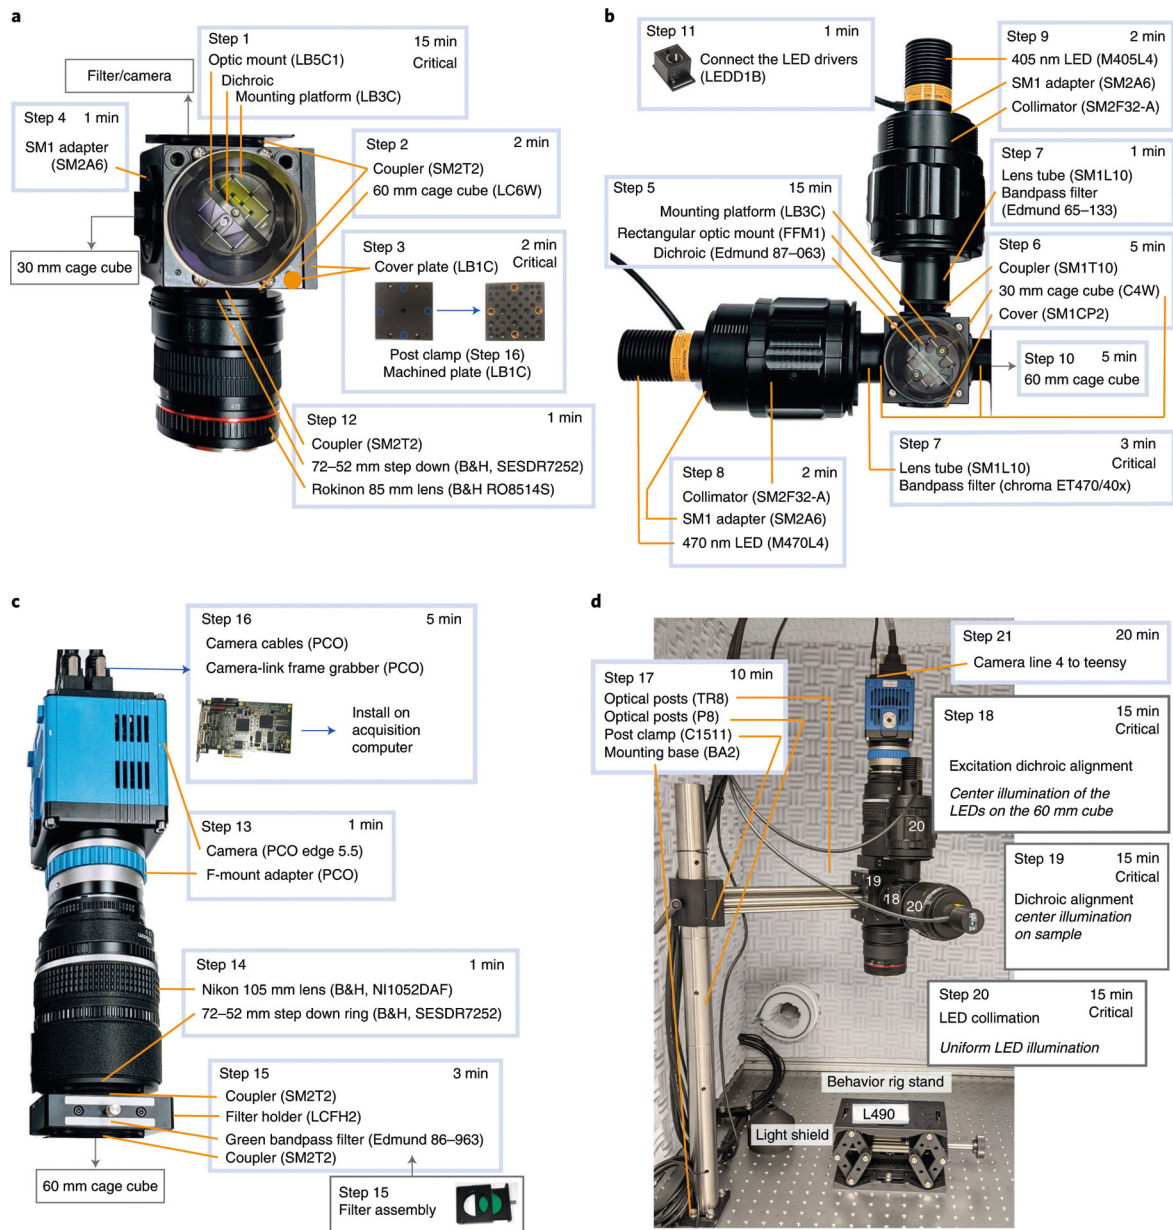 a
Step 1
15 min
Critical
Optic mount (LB5C1)
Dichroic
Mounting platform (LB3C)
Filter/camera
Step 4
1 min
SM1 adapter
(SM2A6)
Step 2
2 min
Coupler (SM2T2)
60 mm cage cube (LC6W)
30 mm cage cube
Step 3
2 min
Critical
Cover plate (LB1C)
Post clamp (Step 16)
Machined plate (LB1C)
Step 12
1 min
Coupler (SM2T2)
72–52 mm step down (B&H, SESDR7252)
Rokinon 85 mm lens (B&H RO8514S)
b
Step 11
1 min
Connect the LED drivers
(LEDD1B)
Step 9
2 min
405 nm LED (M405L4)
SM1 adapter (SM2A6)
Collimator (SM2F32-A)
Step 7
1 min
Lens tube (SM1L10)
Bandpass filter
(Edmund 65–133)
Step 5
15 min
Mounting platform (LB3C)
Rectangular optic mount (FFM1)
Dichroic (Edmund 87–063)
Step 6
5 min
Coupler (SM1T10)
30 mm cage cube (C4W)
Cover (SM1CP2)
Step 10
5 min
60 mm cage cube
Step 7
3 min
Critical
Lens tube (SM1L10)
Bandpass filter (chroma ET470/40x)
Step 8
2 min
Collimator (SM2F32-A)
SM1 adapter (SM2A6)
470 nm LED (M470L4)
c
Step 16
5 min
Camera cables (PCO)
Camera-link frame grabber (PCO)
Install on
acquisition
computer
Step 13
1 min
Camera (PCO edge 5.5)
F-mount adapter (PCO)
Step 14
1 min
Nikon 105 mm lens (B&H, NI1052DAF)
72–52 mm step down ring (B&H, SESDR7252)
Step 15
3 min
Coupler (SM2T2)
Filter holder (LCFH2)
Green bandpass filter (Edmund 86–963)
Coupler (SM2T2)
60 mm cage cube
Step 15
Filter assembly
d
Step 21
20 min
Camera line 4 to teensy
Step 17
10 min
Optical posts (TR8)
Optical posts (P8)
Post clamp (C1511)
Mounting base (BA2)
Step 18
15 min
Critical
Excitation dichroic alignment
Center illumination of the
LEDs on the 60 mm cube
20
19
18
20
Step 19
15 min
Critical
Dichroic alignment
center illumination
on sample
Step 20
15 min
Critical
LED collimation
Uniform LED illumination
Behavior rig stand
L490
Light shield